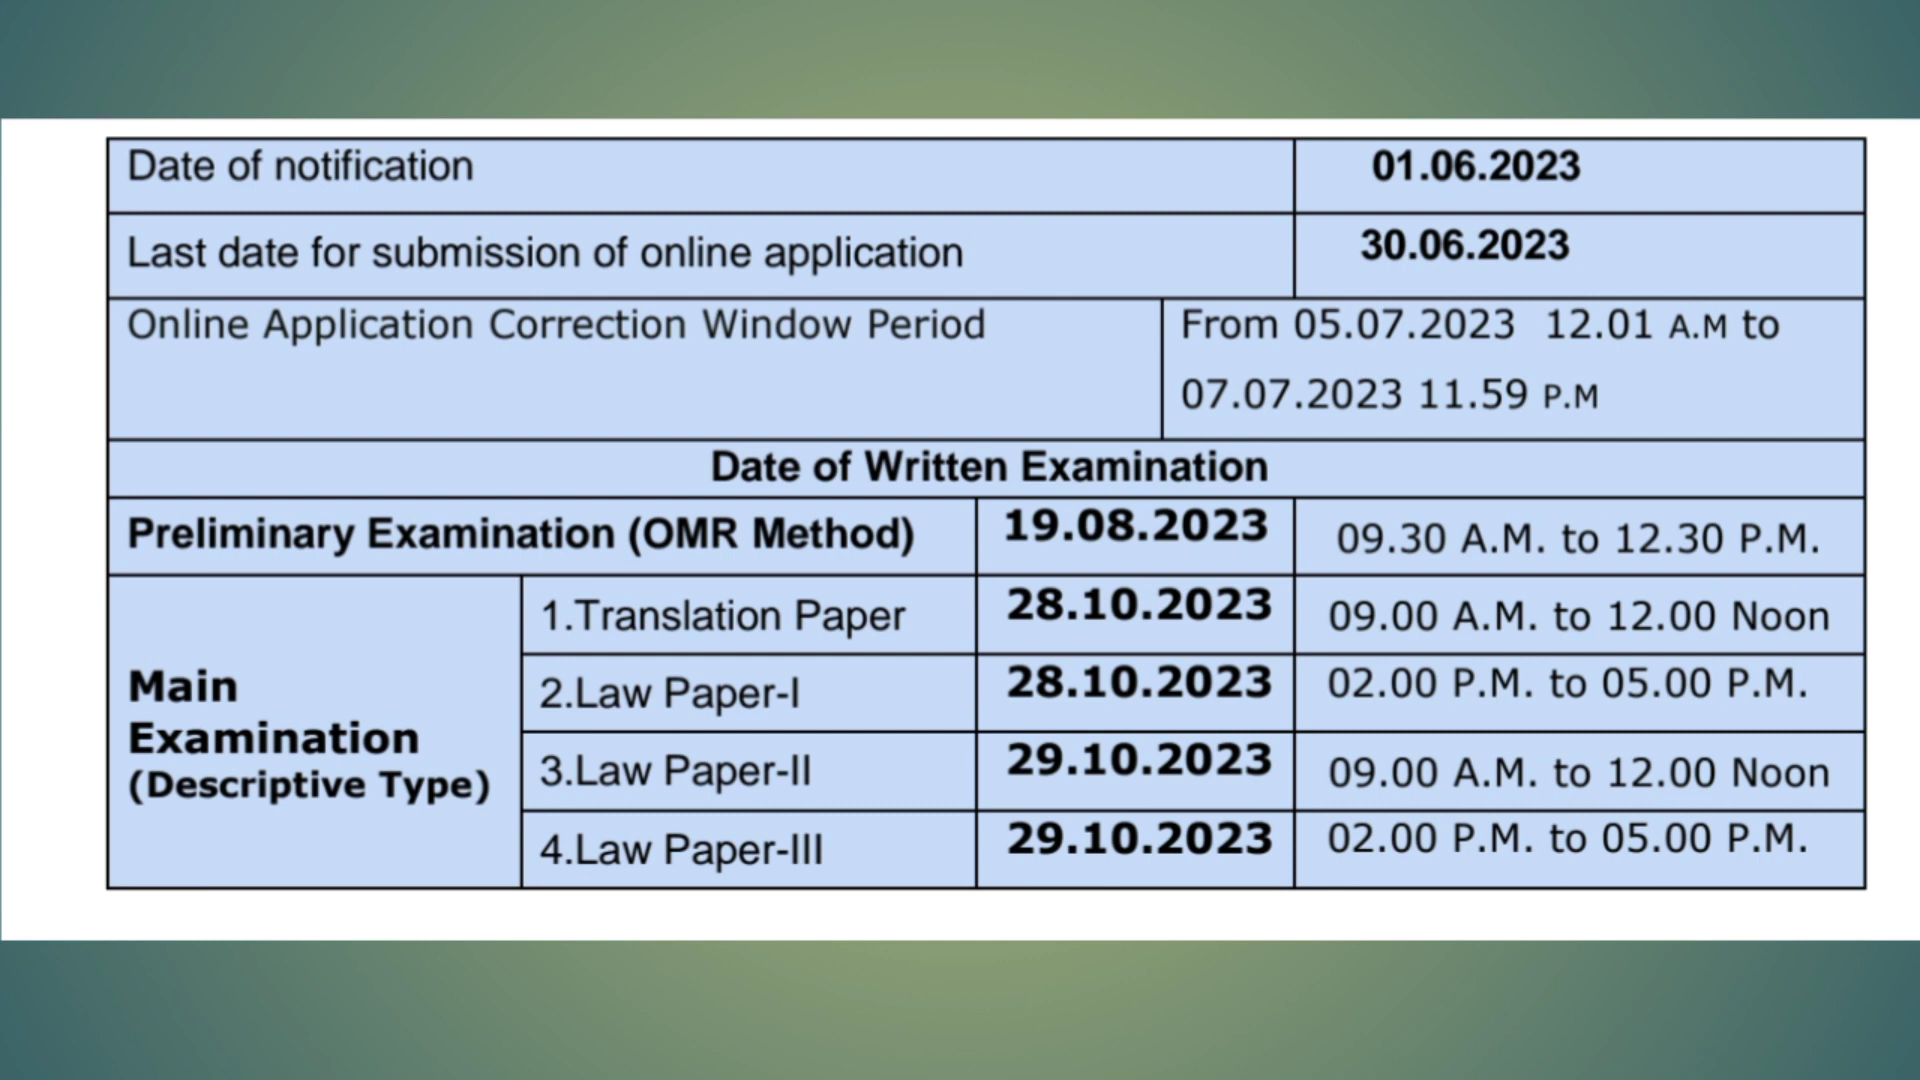 Date of notification 01.06.2023
Last date for submission of online application 30.06.2023
Online Application Correction Window Period From 05.07.2023 12.01 A.M to
07.07.2023 11.59 P.M
Date of Written Examination
Preliminary Examination (OMR Method) 19.08.2023 09.30 A.M. to 12.30 P.M.
Main
Examination
(Descriptive Type)
1.Translation Paper 28.10.2023 09.00 A.M. to 12.00 Noon
2.Law Paper-I 28.10.2023 02.00 P.M. to 05.00 P.M.
3.Law Paper-II 29.10.2023 09.00 A.M. to 12.00 Noon
4.Law Paper-III 29.10.2023 02.00 P.M. to 05.00 P.M.